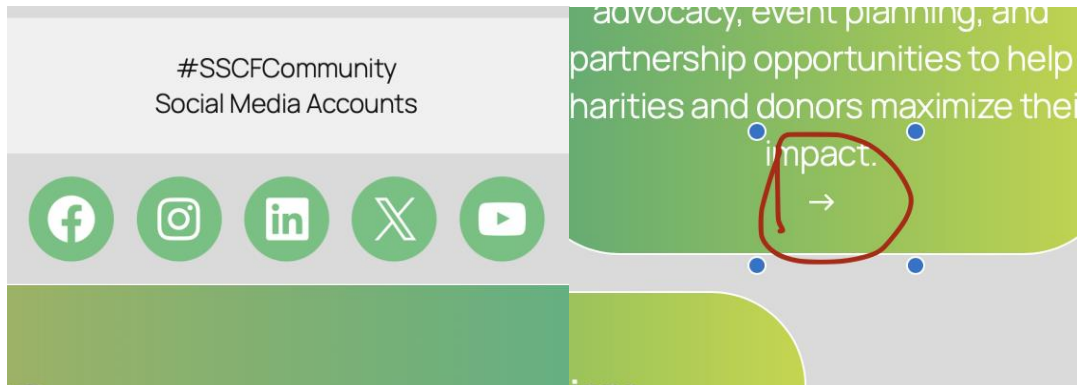 #SSCFCommunity
Social Media Accounts
advocacy, event planning, and
partnership opportunities to help
harities and donors maximize thei
impact.
→